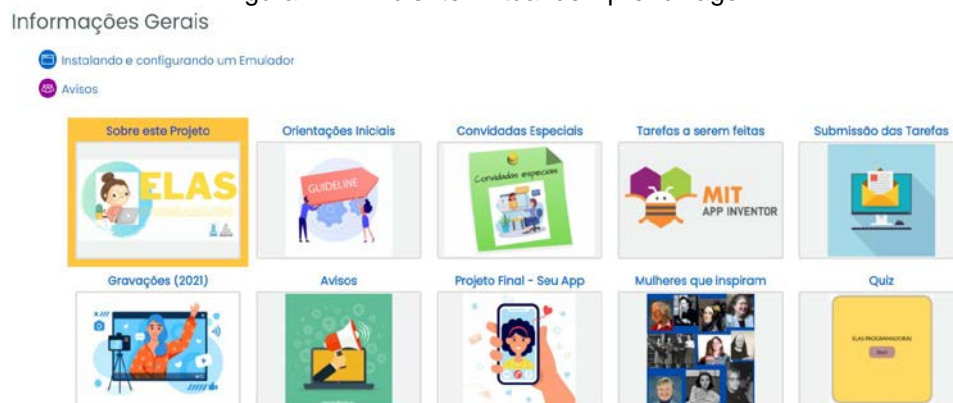 Informações Gerais
Instalando e configurando um Emulador
Avisos
Sobre este Projeto
Orientações Iniciais
Convidadas Especiais
Tarefas a serem feitas
Submissão das Tarefas
ELAS
GUIDELINE
Convidadas especiais
MIT
APP INVENTOR
Gravações (2021)
Avisos
Projeto Final - Seu App
Mulheres que inspiram
Quiz
ELAS PROGRAMADORAS